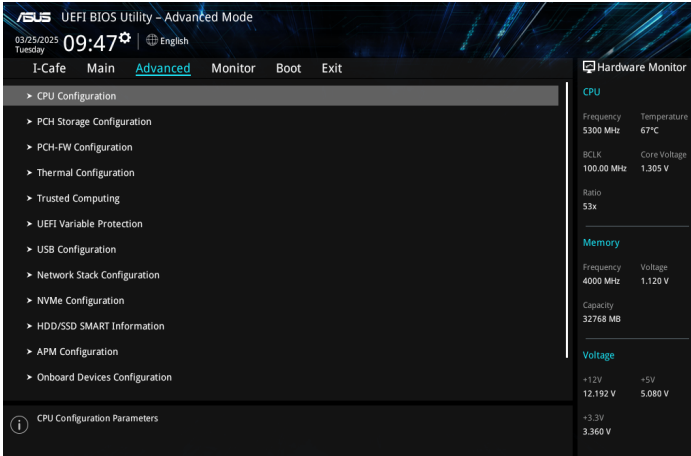 ASUS UEFI BIOS Utility – Advanced Mode
03/25/2025
Tuesday
09:47
English
I-Cafe Main Advanced Monitor Boot Exit
CPU Configuration
PCH Storage Configuration
PCH-FW Configuration
Thermal Configuration
Trusted Computing
UEFI Variable Protection
USB Configuration
Network Stack Configuration
NVMe Configuration
HDD/SSD SMART Information
APM Configuration
Onboard Devices Configuration
CPU Configuration Parameters
Hardware Monitor
CPU
Frequency Temperature
5300 MHz 67°C
BCLK Core Voltage
100.00 MHz 1.305 V
Ratio
53x
Memory
Frequency Voltage
4000 MHz 1.120 V
Capacity
32768 MB
Voltage
+12V +5V
12.192 V 5.080 V
+3.3V
3.360 V